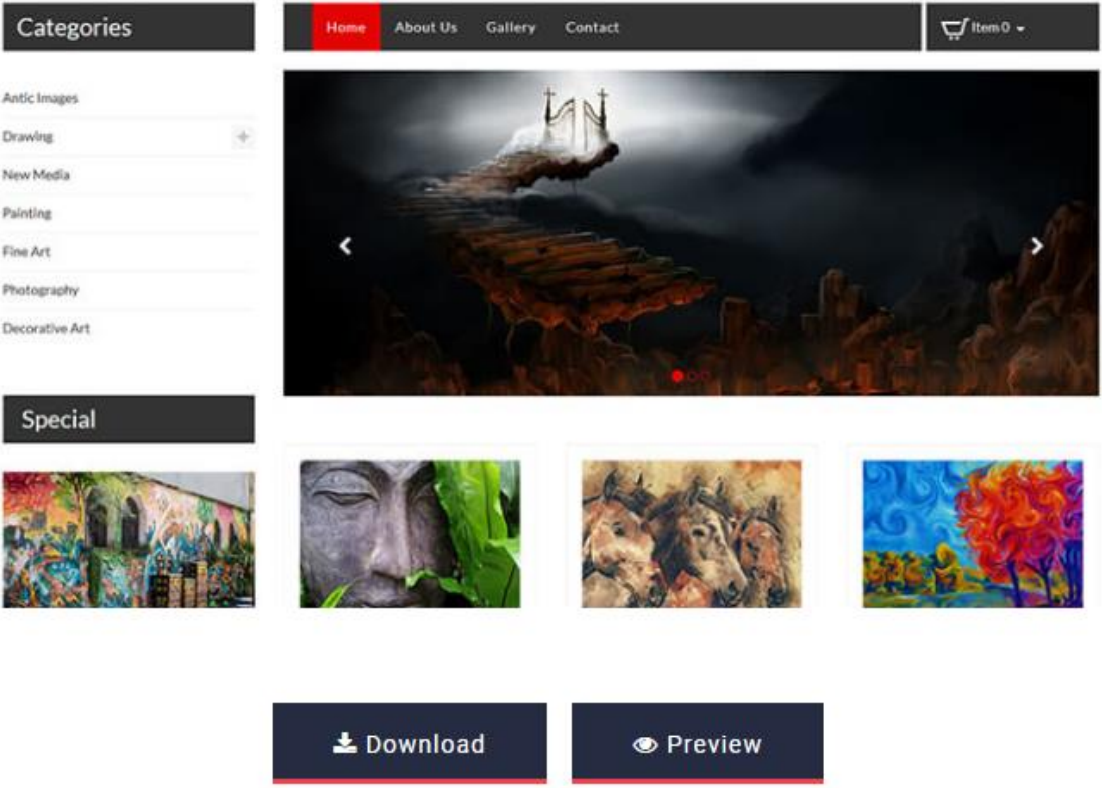 Categories
Home About Us Gallery Contact
Item 0
Antic Images
Drawing
New Media
Painting
Fine Art
Photography
Decorative Art
Special
Download
Preview